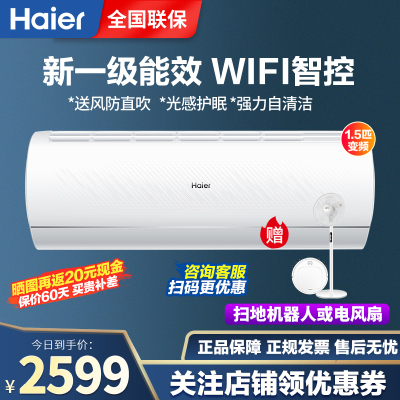 Haier 全国联保
新一级能效 WIFI智控
*送风防直吹 *光感护眠 *强力自清洁
1.5匹
变频
Haier
赠
晒图再返20元现金
保价60天 买贵补差
咨询客服
扫码更优惠
扫地机器人或电风扇
今日到手价:
¥2599
正品保障 正规发票 售后无忧
关注店铺领优惠券